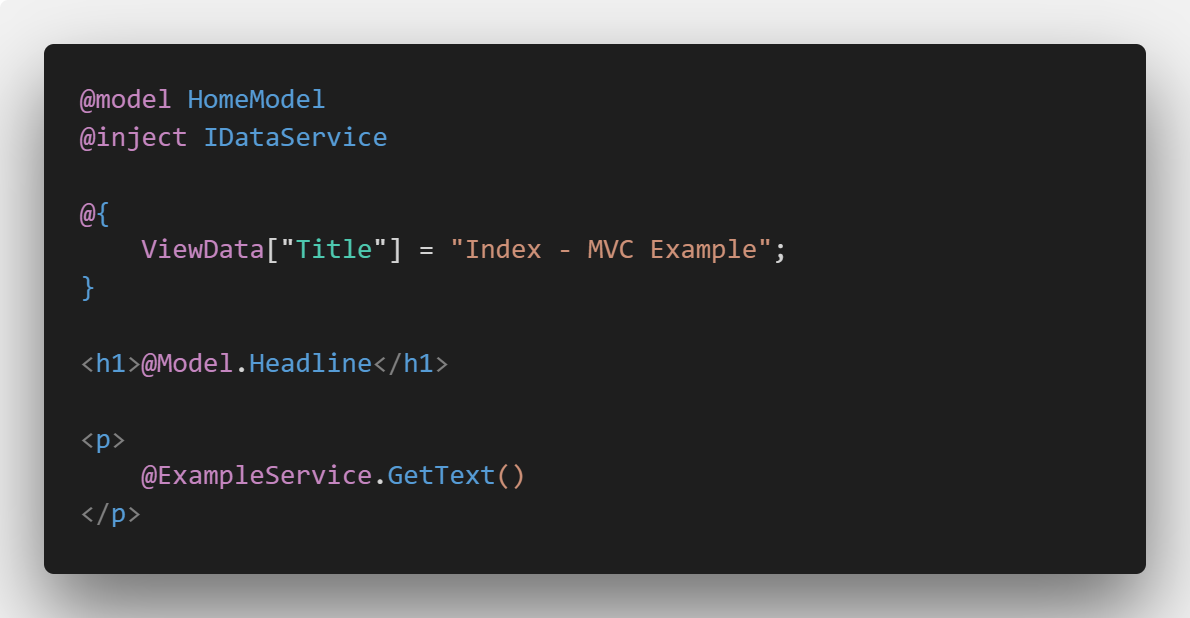 @model HomeModel
@inject IDataService
@{
ViewData["Title"] = "Index - MVC Example";
}
<h1>@Model.Headline</h1>
<p>
@ExampleService.GetText()
</p>